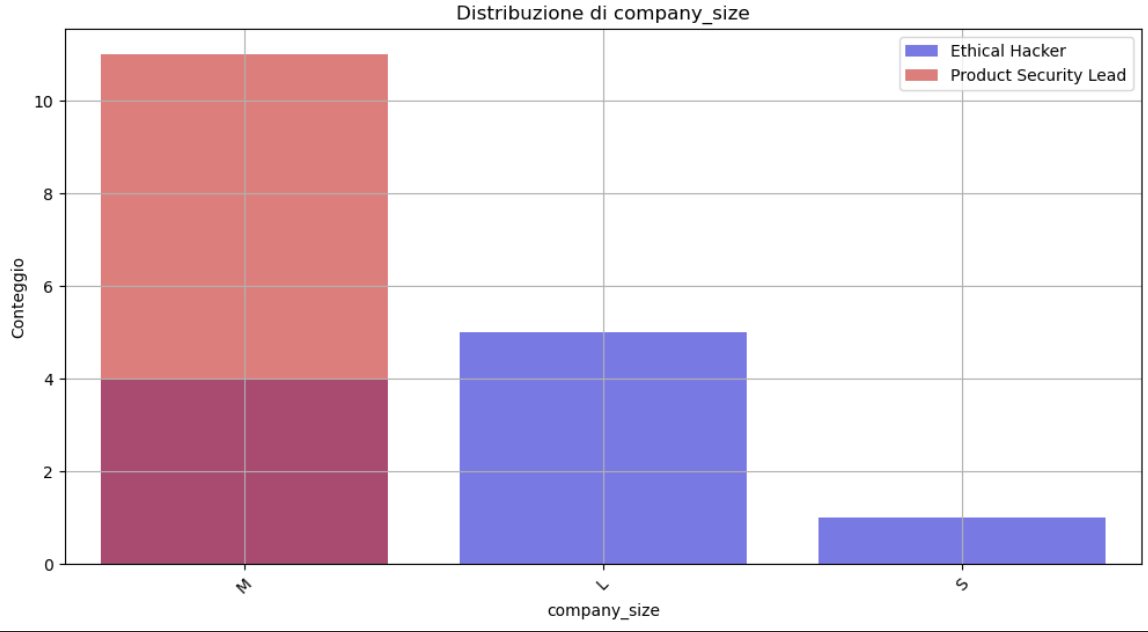 Distribuzione di company_size
Ethical Hacker
Product Security Lead
Conteggio
10
8
6
4
2
0
M
L
S
company_size